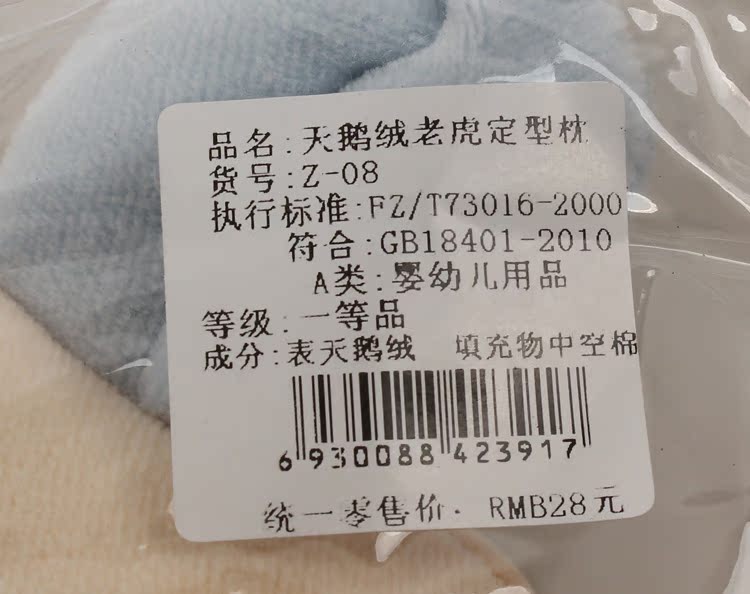 品名:天鹅绒老虎定型枕
货号:Z-08
执行标准:FZ/T73016-2000
符合:GB18401-2010
A类:婴幼儿用品
等级:一等品
成分:表天鹅绒 填充物中空棉
6 930088 423917
统一零售价. RMB28元